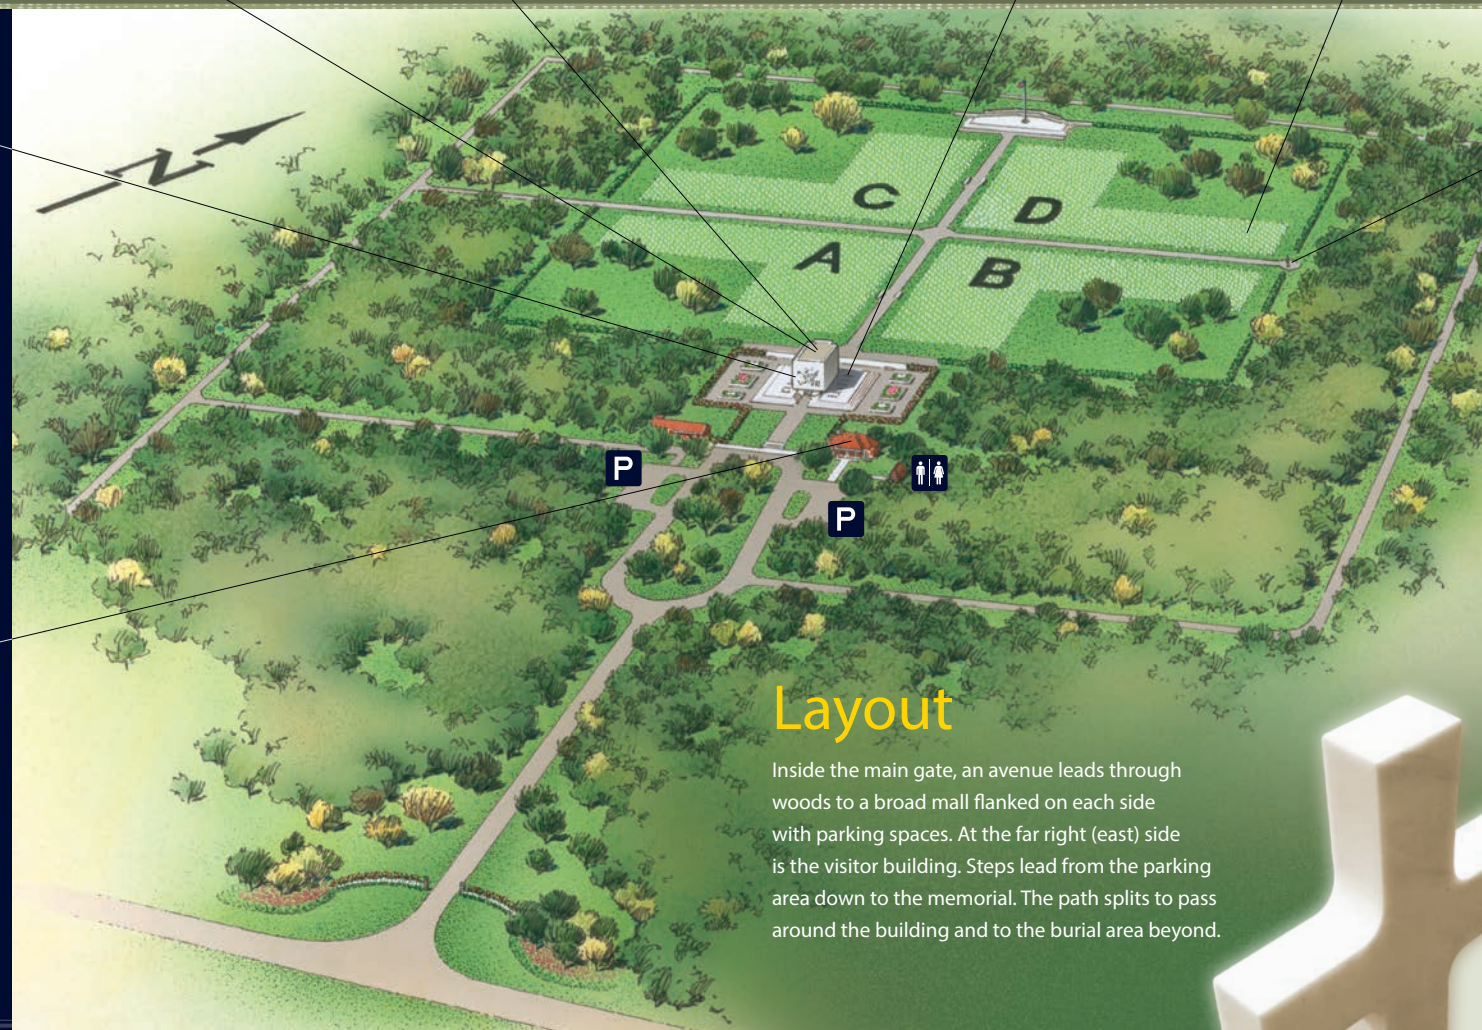 N
C
D
A
B
P
P
Layout
Inside the main gate, an avenue leads through
woods to a broad mall flanked on each side
with parking spaces. At the far right (east) side
is the visitor building. Steps lead from the parking
area down to the memorial. The path splits to pass
around the building and to the burial area beyond.